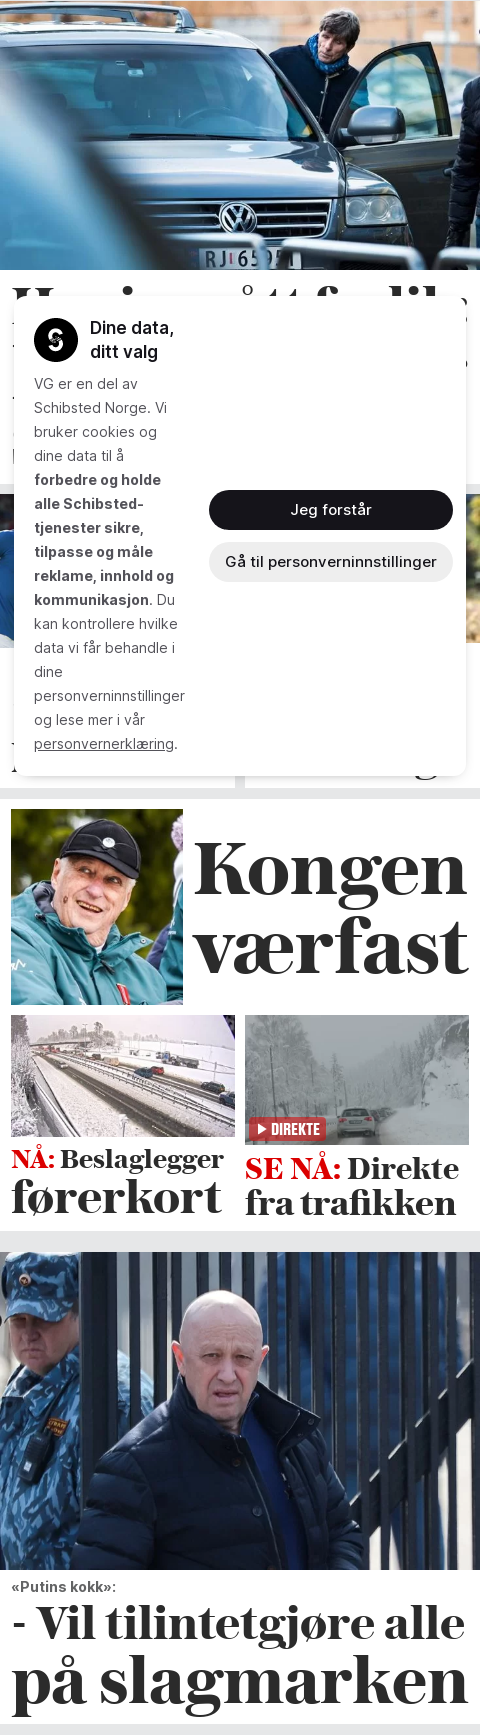 RJ 65951
Dine data,
ditt valg
VG er en del av
Schibsted Norge. Vi
bruker cookies og
dine data til å
forbedre og holde
alle Schibsted-
tjenester sikre,
tilpasse og måle
reklame, innhold og
kommunikasjon. Du
kan kontrollere hvilke
data vi får behandle i
dine
personverninnstillinger
og lese mer i vår
personvernerklæring.
Jeg forstår
Gå til personverninnstillinger
Kongen
værfast
DIREKTE
NÅ: Beslaglegger
førerkort
SE NÅ: Direkte
fra trafikken
«Putins kokk»:
- Vil tilintetgjøre alle
på slagmarken